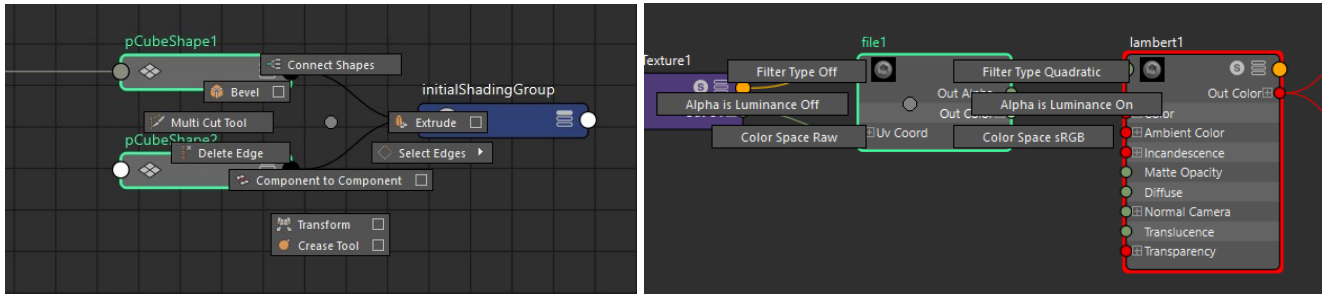 pCubeShape1
Connect Shapes
Bevel
initialShadingGroup
Multi Cut Tool
Extrude
pCubeShape2
Delete Edge
Select Edges
Component to Component
Transform
Crease Tool
Texture1
file1
lambert1
Filter Type Off
Filter Type Quadratic
S
S
Out Color
Out Alpha
Alpha is Luminance Off
Alpha is Luminance On
Out Color
Color
Uv Coord
Color Space Raw
Color Space sRGB
Ambient Color
Incandescence
Matte Opacity
Diffuse
Normal Camera
Translucence
Transparency